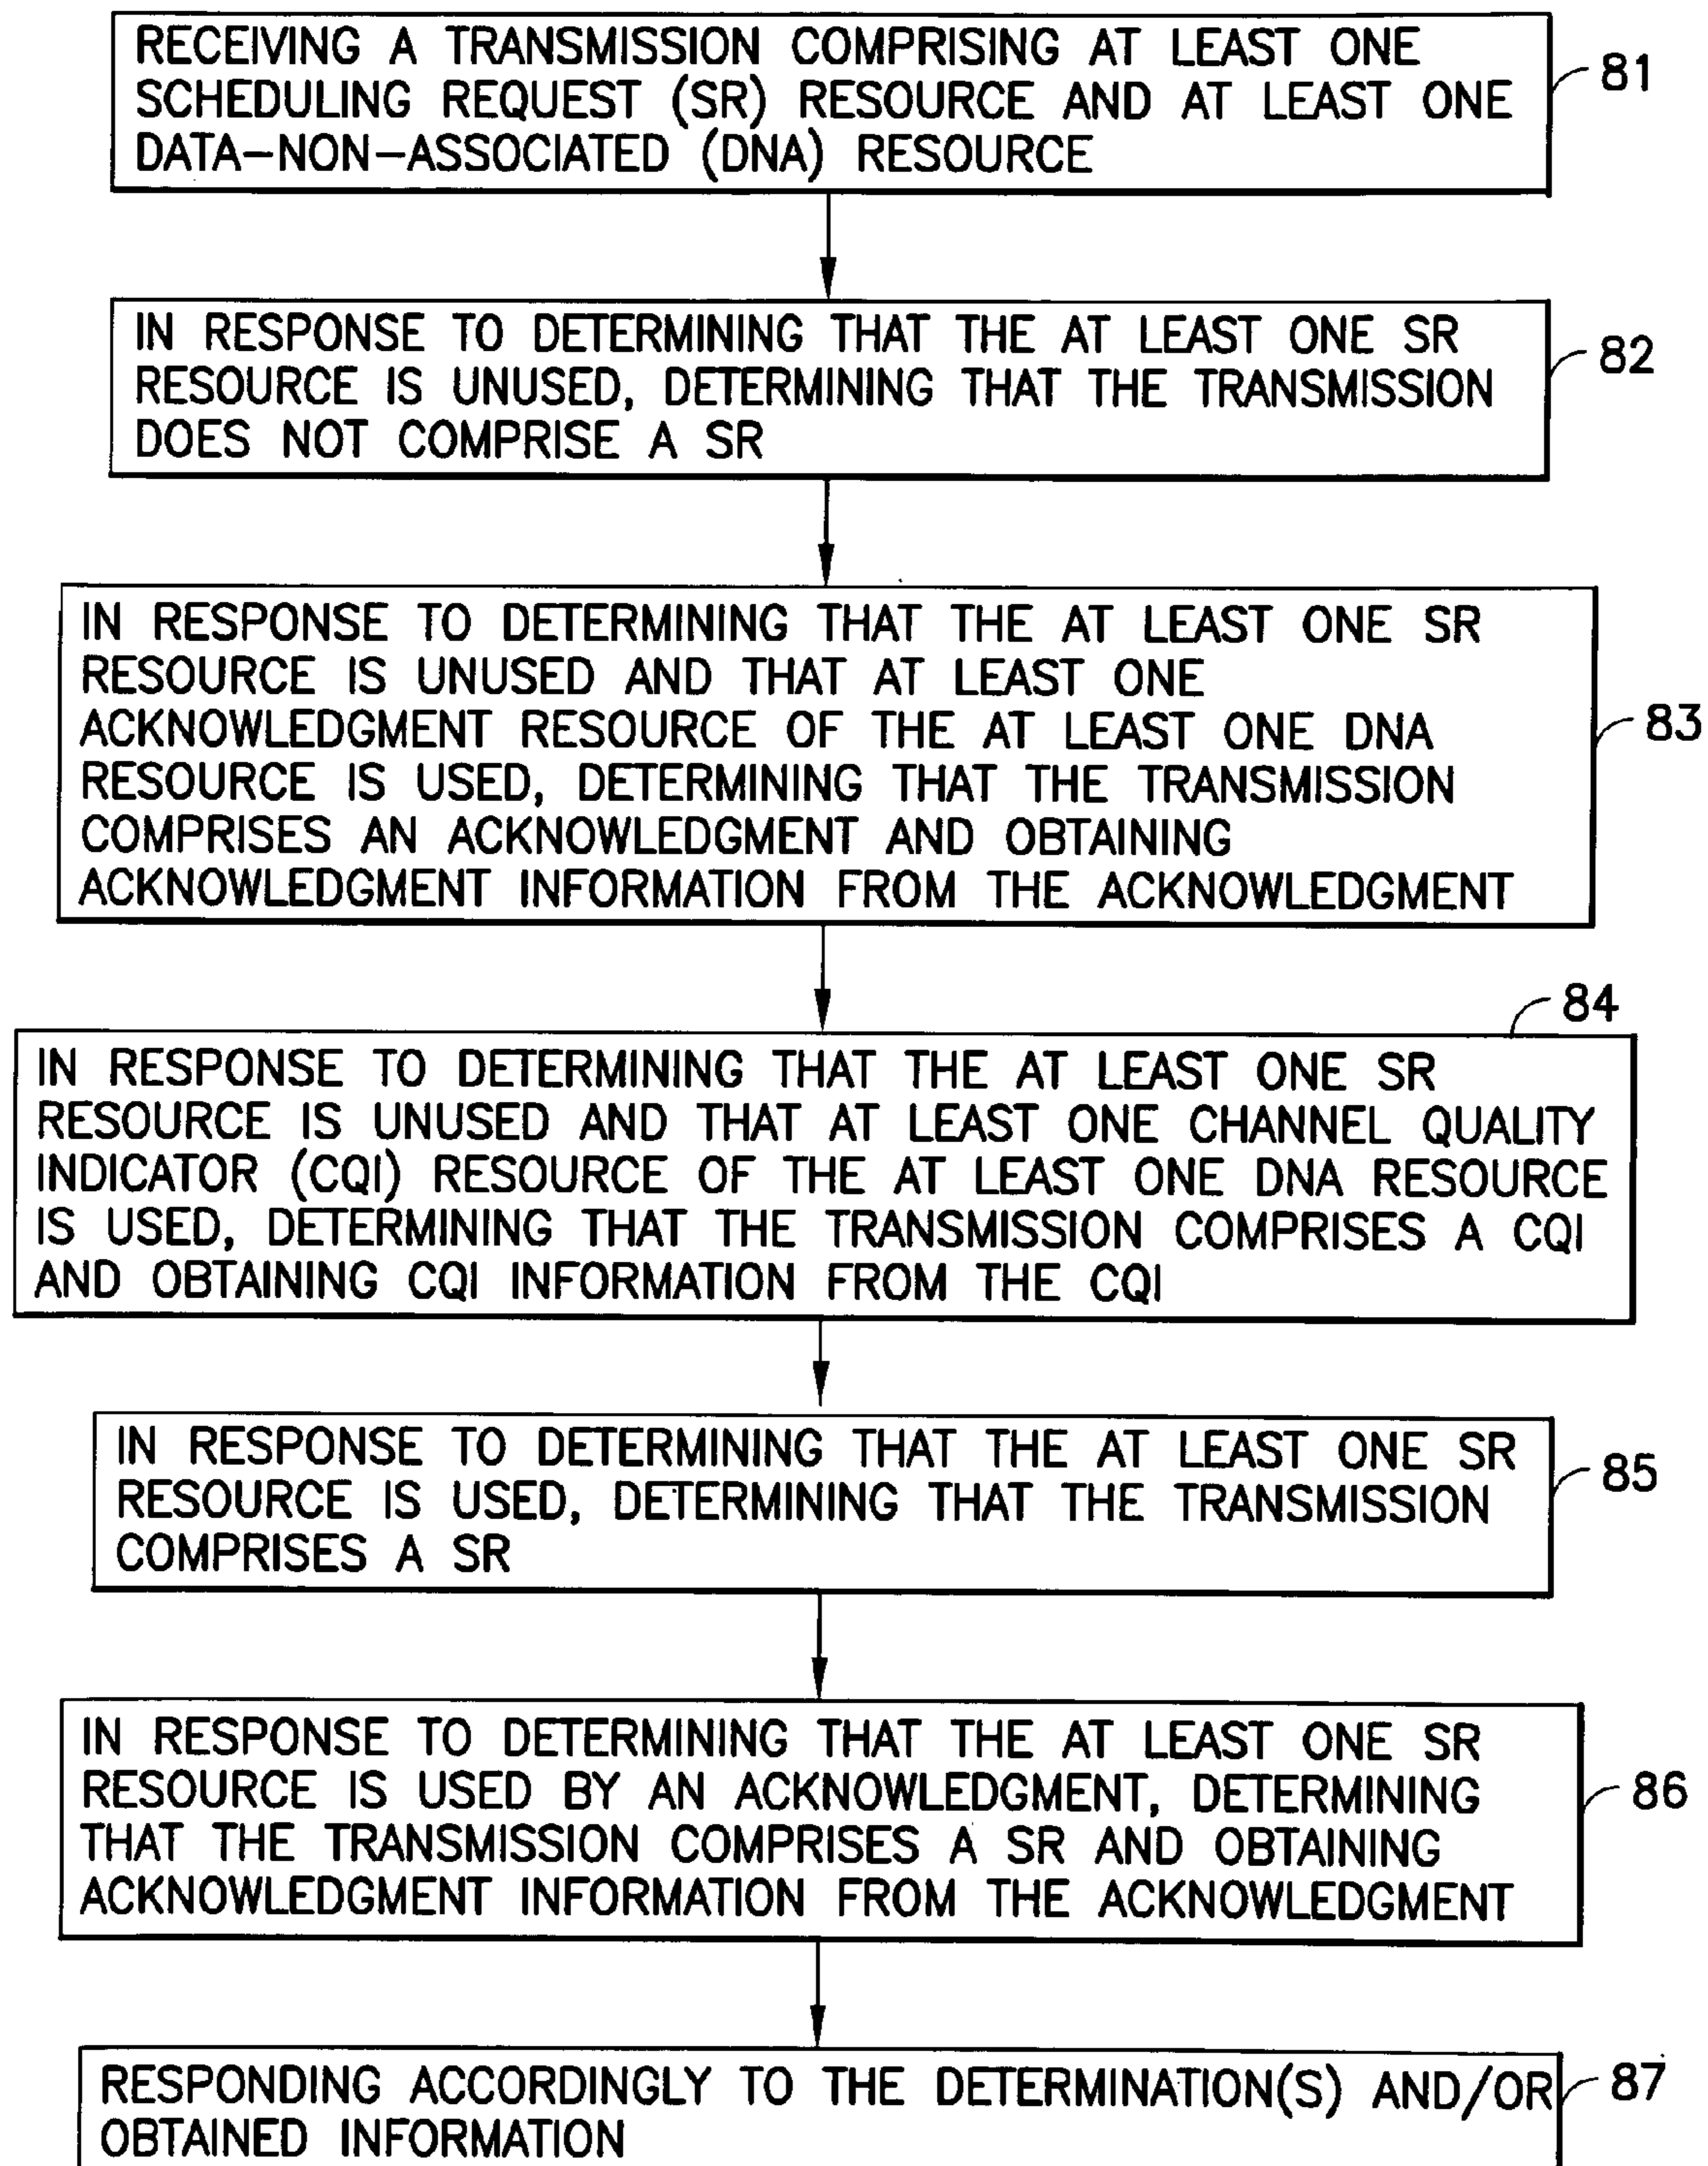 RECEIVING A TRANSMISSION COMPRISING AT LEAST ONE
SCHEDULING REQUEST (SR) RESOURCE AND AT LEAST ONE
DATA-NON-ASSOCIATED (DNA) RESOURCE
81
IN RESPONSE TO DETERMINING THAT THE AT LEAST ONE SR
RESOURCE IS UNUSED, DETERMINING THAT THE TRANSMISSION
DOES NOT COMPRISE A SR
82
IN RESPONSE TO DETERMINING THAT THE AT LEAST ONE SR
RESOURCE IS UNUSED AND THAT AT LEAST ONE
ACKNOWLEDGMENT RESOURCE OF THE AT LEAST ONE DNA
RESOURCE IS USED, DETERMINING THAT THE TRANSMISSION
COMPRISES AN ACKNOWLEDGMENT AND OBTAINING
ACKNOWLEDGMENT INFORMATION FROM THE ACKNOWLEDGMENT
83
84
IN RESPONSE TO DETERMINING THAT THE AT LEAST ONE SR
RESOURCE IS UNUSED AND THAT AT LEAST ONE CHANNEL QUALITY
INDICATOR (CQI) RESOURCE OF THE AT LEAST ONE DNA RESOURCE
IS USED, DETERMINING THAT THE TRANSMISSION COMPRISES A CQI
AND OBTAINING CQI INFORMATION FROM THE CQI
IN RESPONSE TO DETERMINING THAT THE AT LEAST ONE SR
RESOURCE IS USED, DETERMINING THAT THE TRANSMISSION
COMPRISES A SR
85
IN RESPONSE TO DETERMINING THAT THE AT LEAST ONE SR
RESOURCE IS USED BY AN ACKNOWLEDGMENT, DETERMINING
THAT THE TRANSMISSION COMPRISES A SR AND OBTAINING
ACKNOWLEDGMENT INFORMATION FROM THE ACKNOWLEDGMENT
86
RESPONDING ACCORDINGLY TO THE DETERMINATION(S) AND/OR
OBTAINED INFORMATION
87